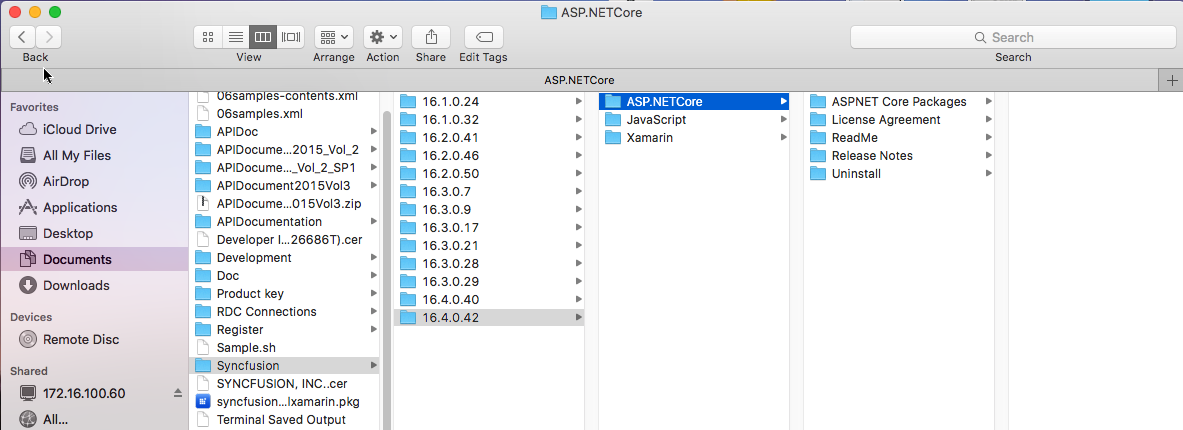 ASP.NETCore
Back
View
Arrange
Action
Share
Edit Tags
Search
Search
ASP.NETCore
Favorites
iCloud Drive
All My Files
AirDrop
Applications
Desktop
Documents
Downloads
Devices
Remote Disc
Shared
172.16.100.60
All...
06samples-contents.xml
06samples.xml
APIDoc
APIDocume...2015_Vol_2
APIDocume..._Vol_2_SP1
APIDocument2015Vol3
APIDocume...015Vol3.zip
APIDocumentation
Developer I...26686T).cer
Development
Doc
Product key
RDC Connections
Register
Sample.sh
Syncfusion
SYNCFUSION, INC..cer
syncfusion...lxamarin.pkg
Terminal Saved Output
16.1.0.24
16.1.0.32
16.2.0.41
16.2.0.46
16.2.0.50
16.3.0.7
16.3.0.9
16.3.0.17
16.3.0.21
16.3.0.28
16.3.0.29
16.4.0.40
16.4.0.42
ASP.NETCore
JavaScript
Xamarin
ASPNET Core Packages
License Agreement
ReadMe
Release Notes
Uninstall